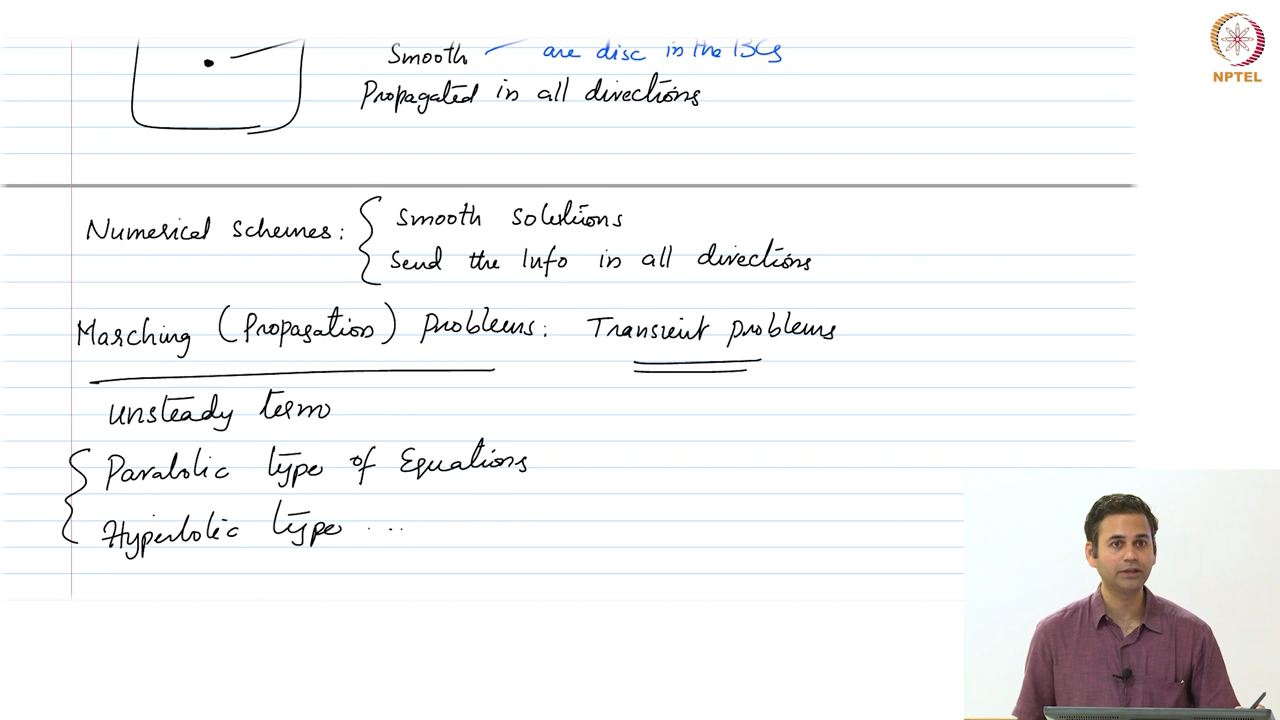 Smooth are disc in the BCs
Propagated in all directions
NPTEL
Numerical Schemes: { smooth solutions
Send the Info in all directions
Marching (Propagation) problems: Transient problems
unsteady term
Parabolic type of Equations
Hyperbolic type ...